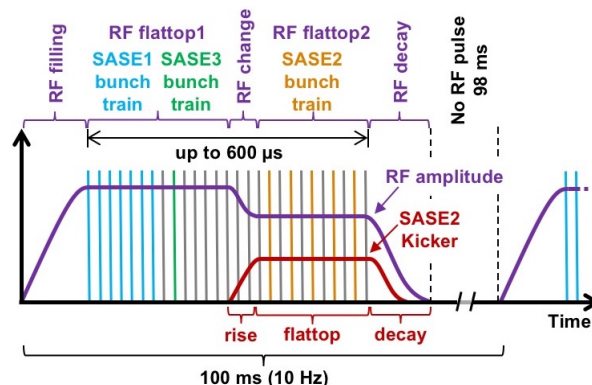 RF filling
RF flattop1
RF change
RF flattop2
RF decay
No RF pulse
98 ms
SASE1
bunch
train
SASE3
bunch
train
SASE2
bunch
train
up to 600 µs
RF amplitude
SASE2
Kicker
Time
rise
flattop
decay
100 ms (10 Hz)